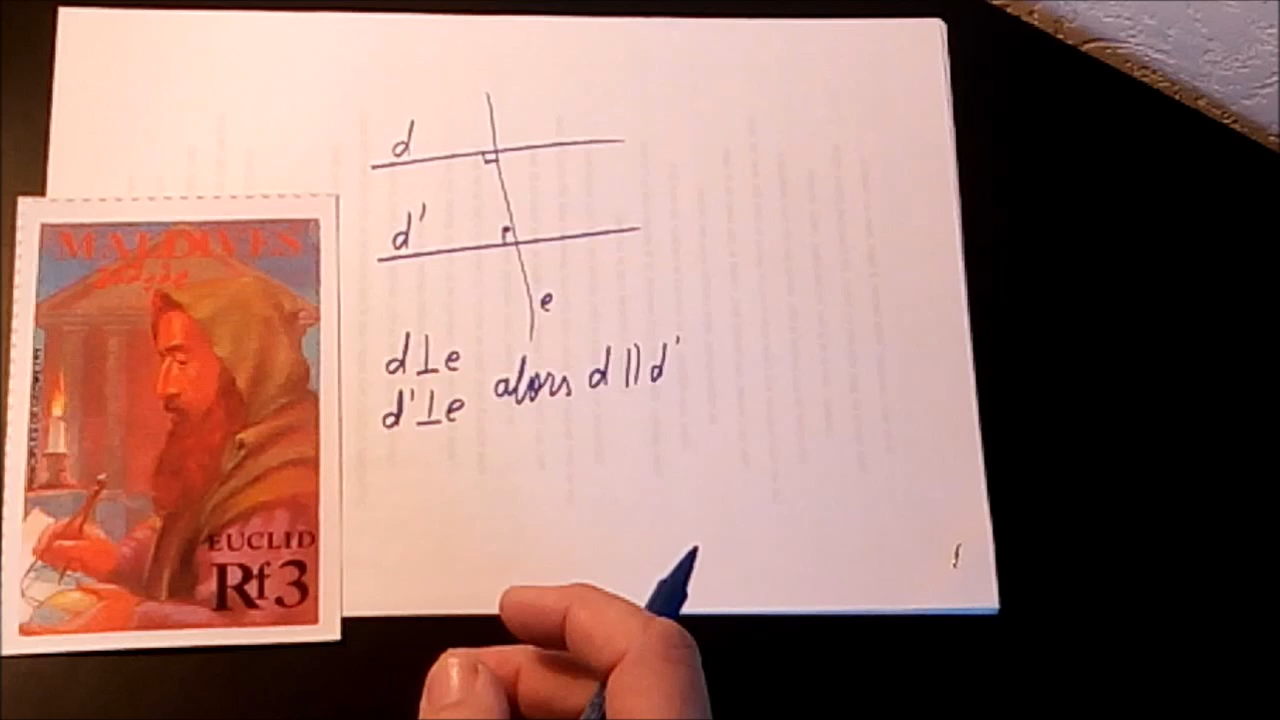 d
d'
e
d⊥e
d'⊥e
alors d || d'
MALDIVES
EUCLID
Rf3